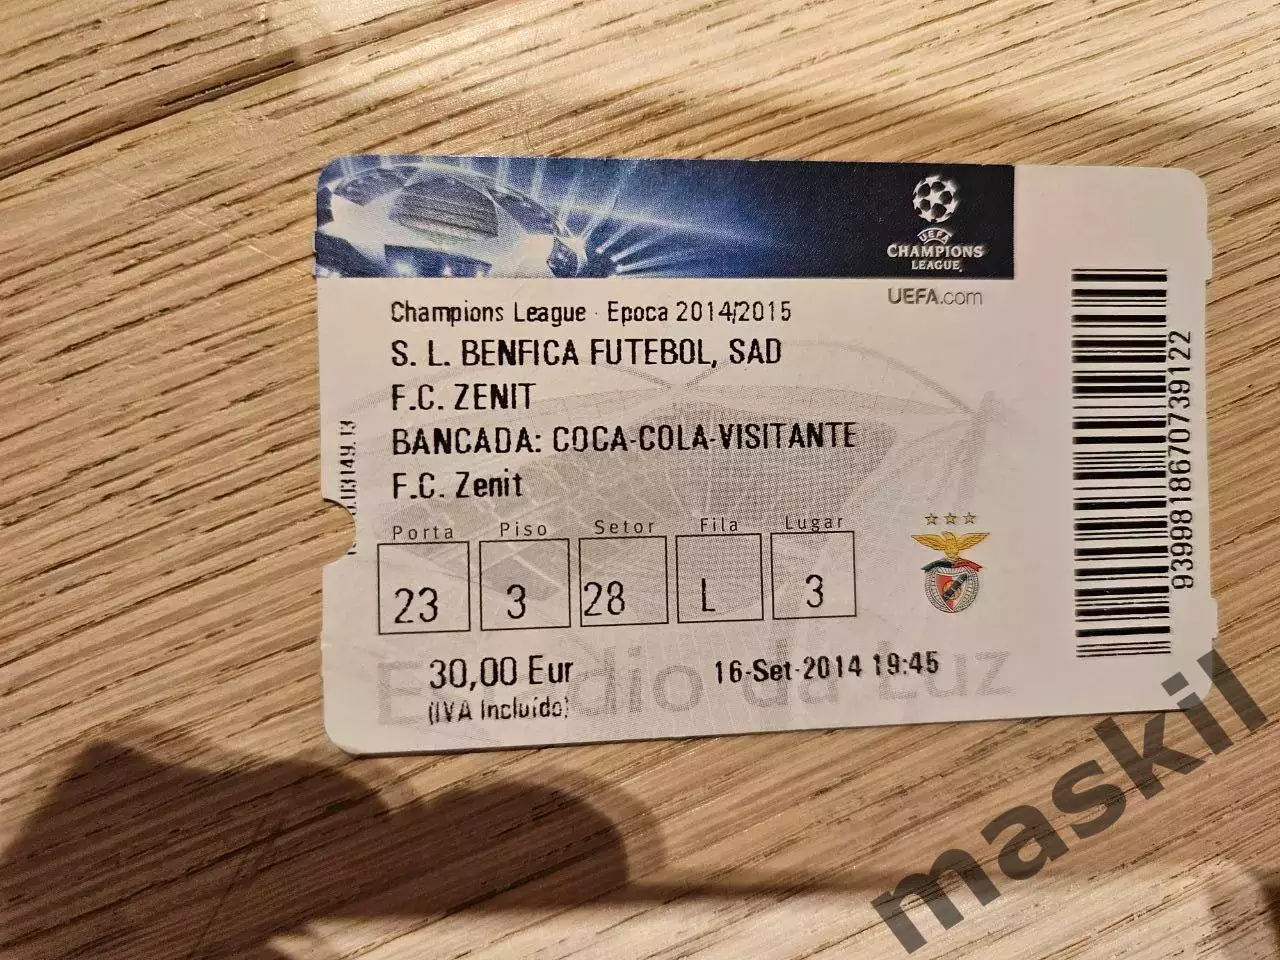 UEFA
CHAMPIONS
LEAGUE
UEFA.com
Champions League · Epoca 2014/2015
S. L. BENFICA FUTEBOL, SAD
F.C. ZENIT
BANCADA: COCA-COLA-VISITANTE
F.C. Zenit
Porta Piso Setor Fila Lugar
23 3 28 L 3
30,00 Eur 16-Set-2014 19:45
(IVA Incluído)
Estádio da Luz
9399818670739122
maskil